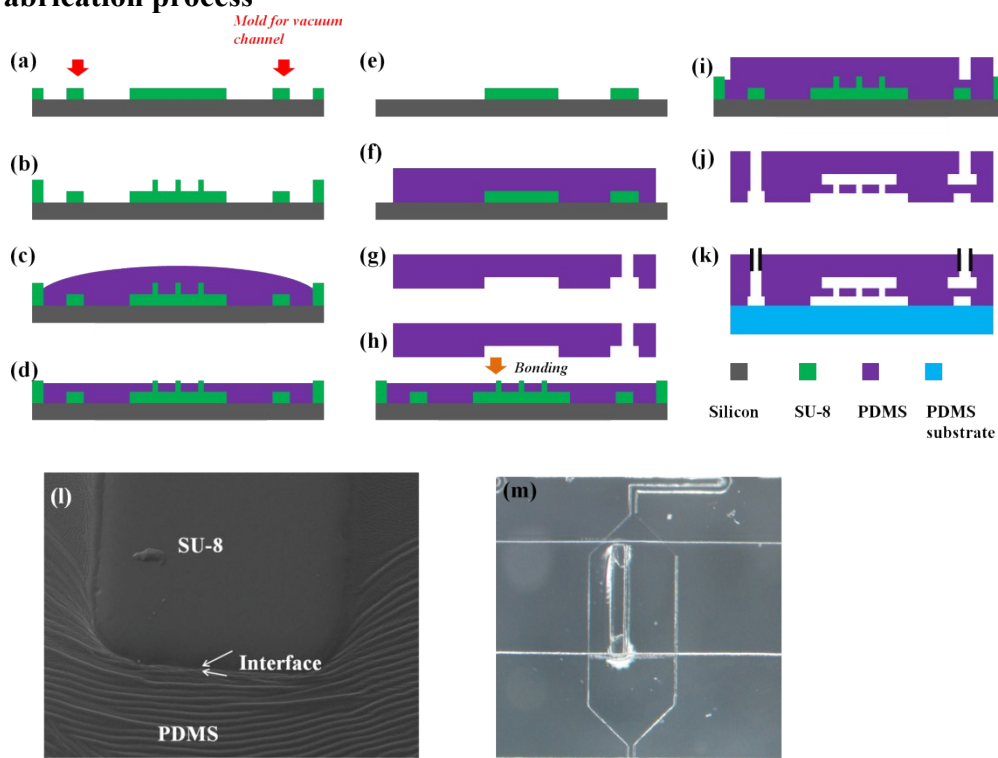 abrication process
Mold for vacuum
channel
(a)
(b)
(c)
(d)
(e)
(f)
(g)
(h)
Bonding
(i)
(j)
(k)
Silicon
SU-8
PDMS
PDMS
substrate
(l)
SU-8
Interface
PDMS
(m)